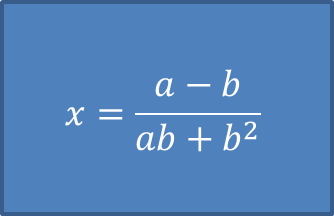 x = (a − b) / (ab + b²)